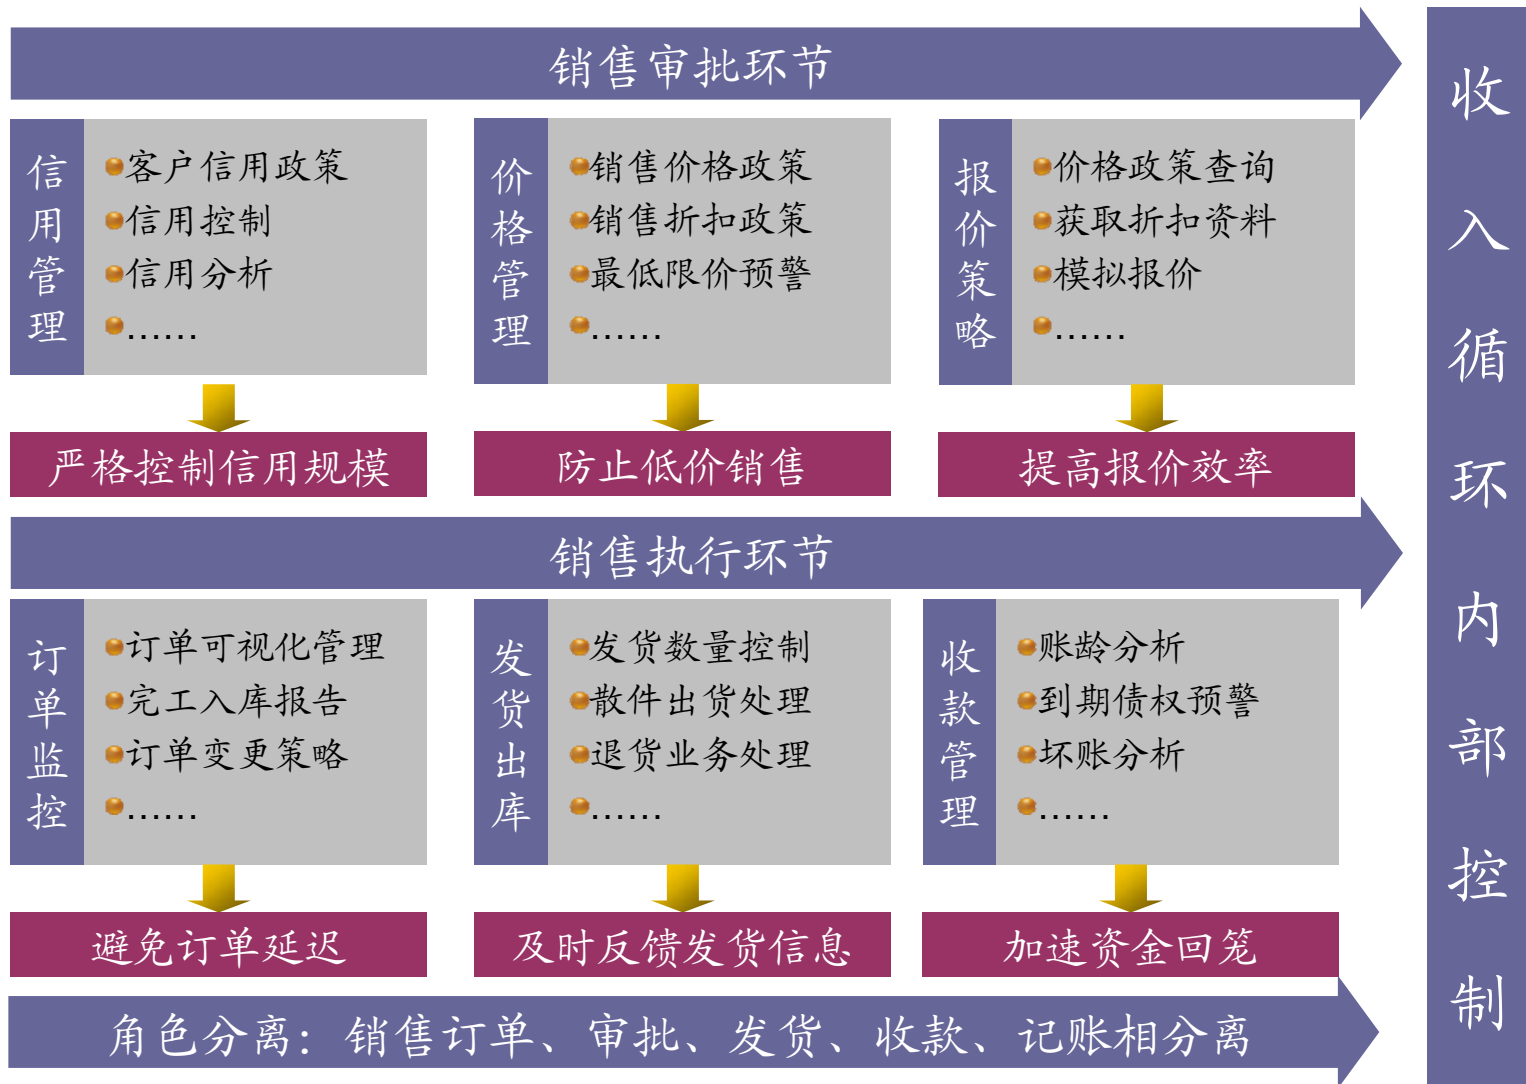 销售审批环节
信用管理
客户信用政策
信用控制
信用分析
……
严格控制信用规模
价格管理
销售价格政策
销售折扣政策
最低限价预警
……
防止低价销售
报价策略
价格政策查询
获取折扣资料
模拟报价
……
提高报价效率
销售执行环节
订单监控
订单可视化管理
完工入库报告
订单变更策略
……
避免订单延迟
发货出库
发货数量控制
散件出货处理
退货业务处理
……
及时反馈发货信息
收款管理
账龄分析
到期债权预警
坏账分析
……
加速资金回笼
角色分离：销售订单、审批、发货、收款、记账相分离
收入循环内部控制